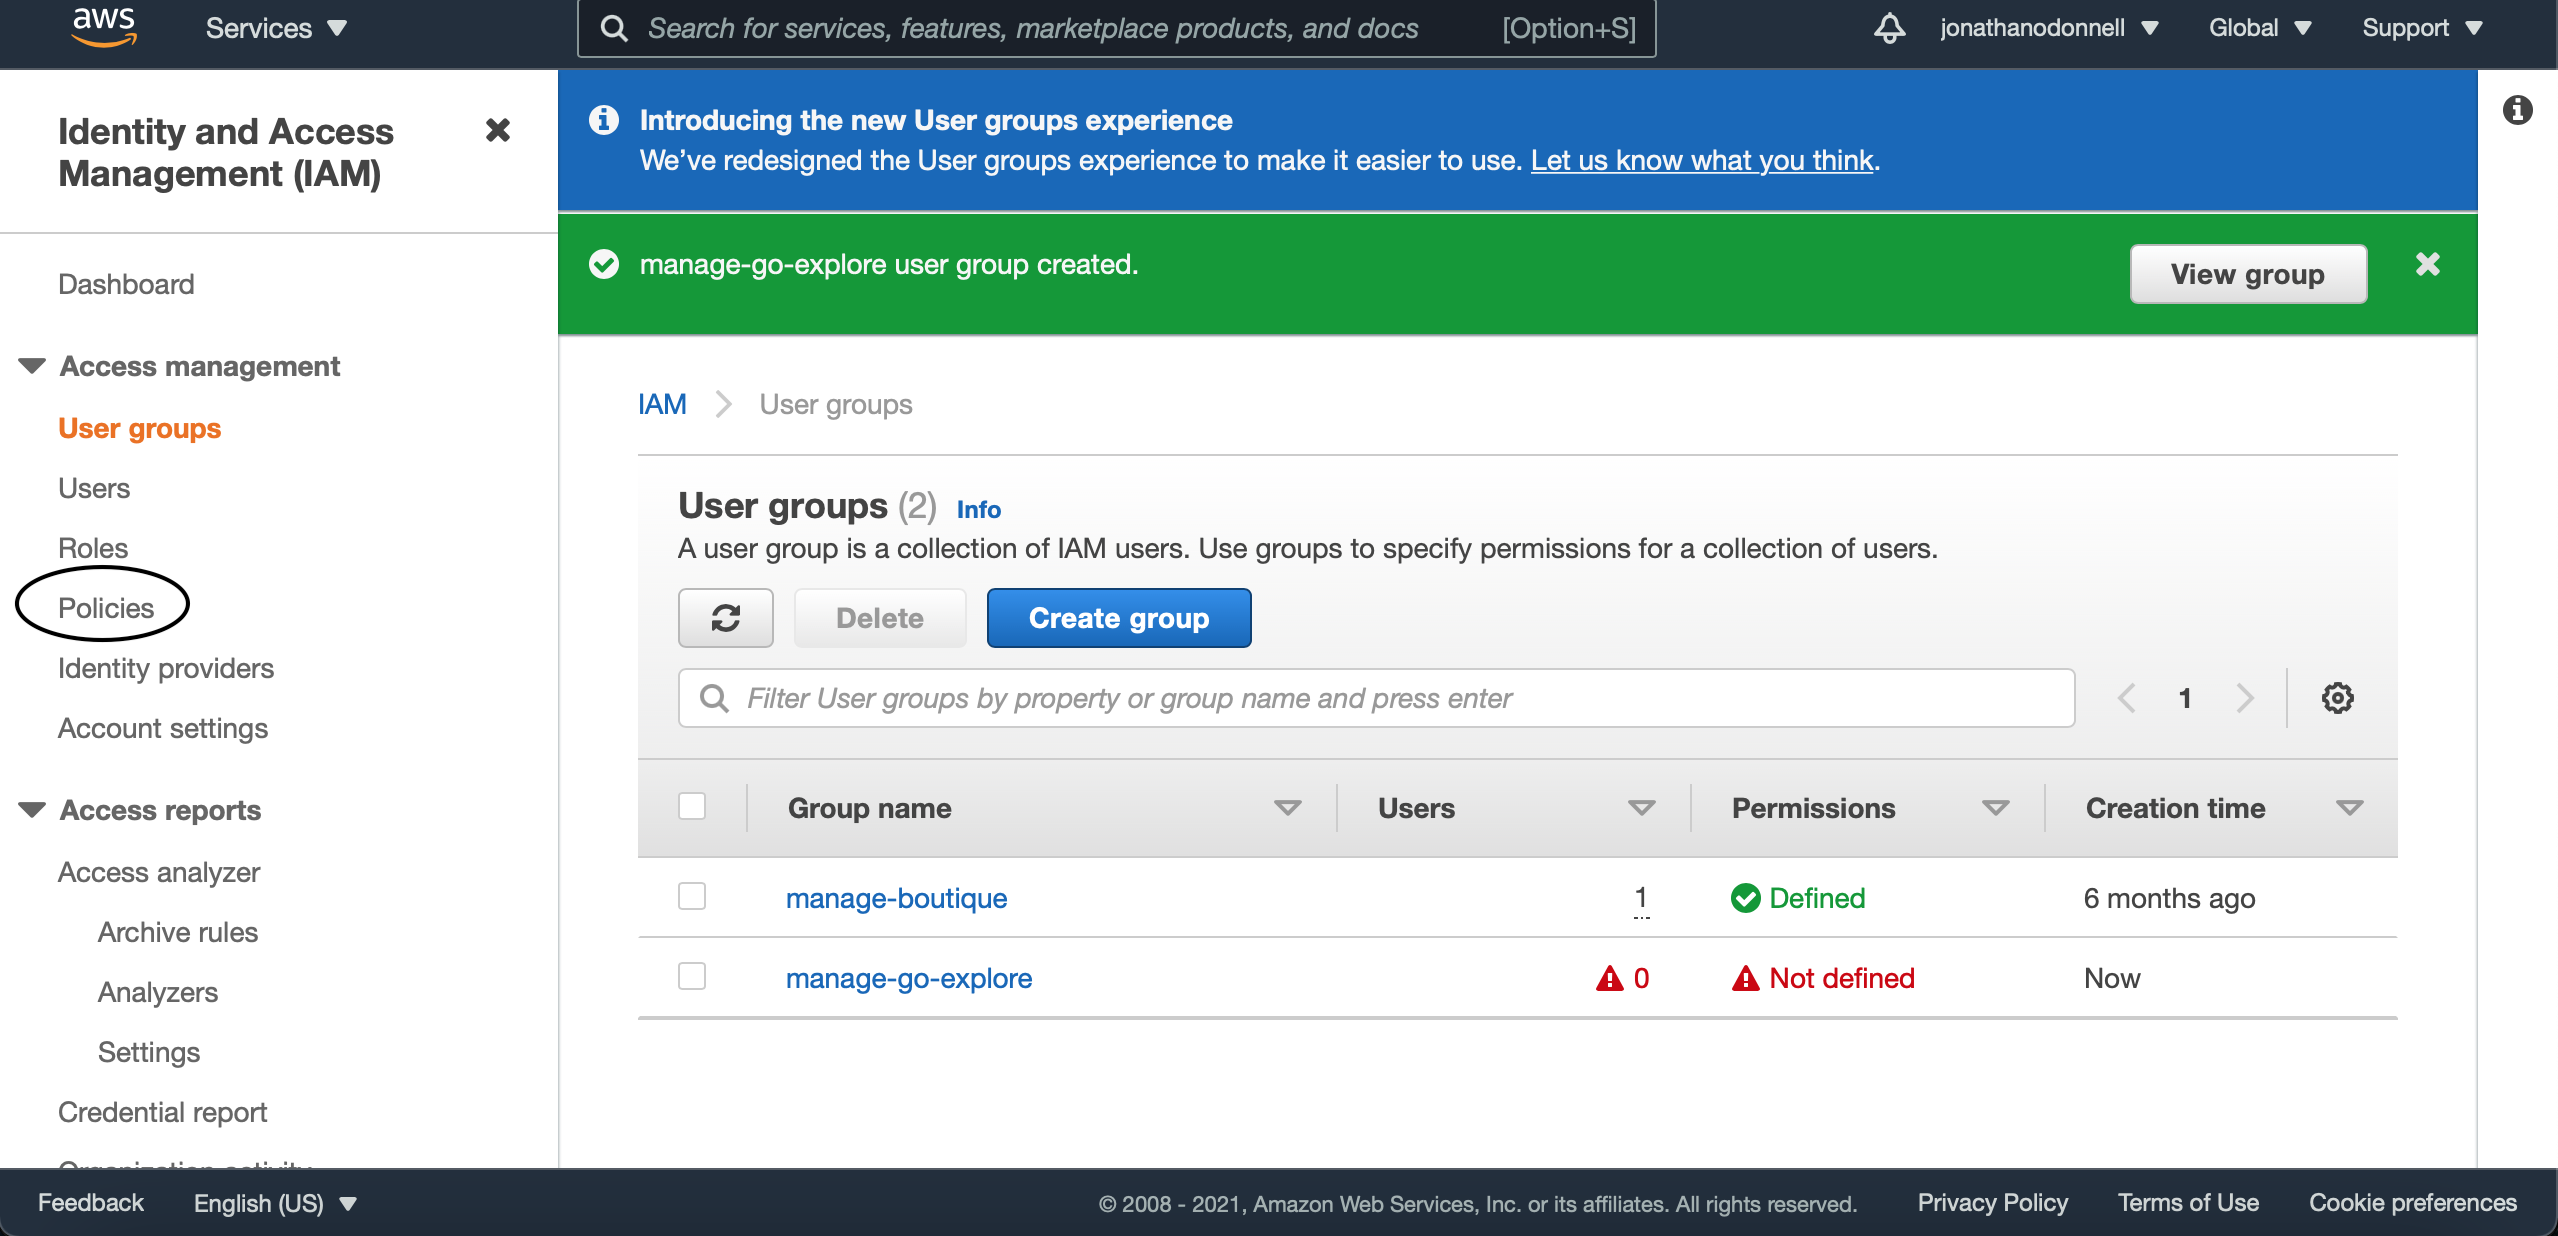 aws
Services
Search for services, features, marketplace products, and docs
[Option+S]
jonathanodonnell
Global
Support
Identity and Access
Management (IAM)
Dashboard
Access management
User groups
Users
Roles
Policies
Identity providers
Account settings
Access reports
Access analyzer
Archive rules
Analyzers
Settings
Credential report
Organization activity
Introducing the new User groups experience
We’ve redesigned the User groups experience to make it easier to use. Let us know what you think.
manage-go-explore user group created.
View group
IAM
User groups
User groups (2) Info
A user group is a collection of IAM users. Use groups to specify permissions for a collection of users.
Delete
Create group
Filter User groups by property or group name and press enter
1
Group name Users Permissions Creation time
manage-boutique 1 Defined 6 months ago
manage-go-explore 0 Not defined Now
Feedback
English (US)
© 2008 - 2021, Amazon Web Services, Inc. or its affiliates. All rights reserved.
Privacy Policy
Terms of Use
Cookie preferences